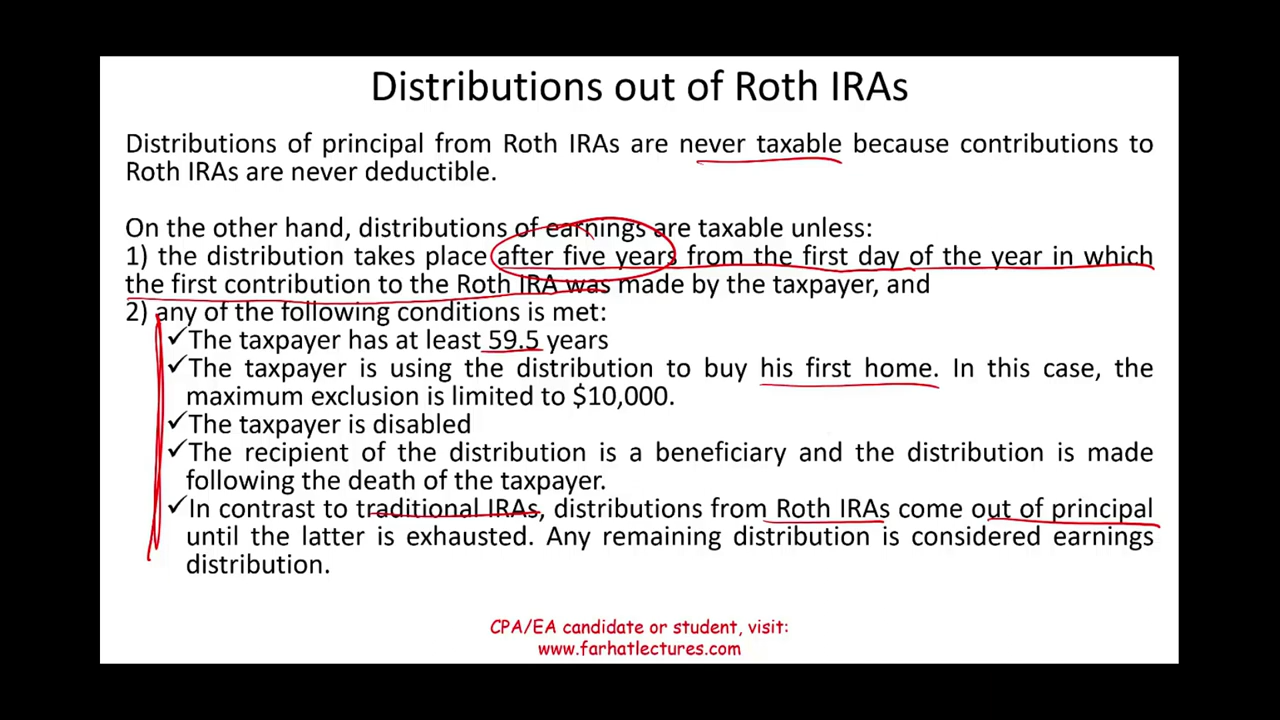 Distributions out of Roth IRAs
Distributions of principal from Roth IRAs are never taxable because contributions to
Roth IRAs are never deductible.
On the other hand, distributions of earnings are taxable unless:
1) the distribution takes place after five years from the first day of the year in which
the first contribution to the Roth IRA was made by the taxpayer, and
2) any of the following conditions is met:
✓The taxpayer has at least 59.5 years
✓The taxpayer is using the distribution to buy his first home. In this case, the
maximum exclusion is limited to $10,000.
✓The taxpayer is disabled
✓The recipient of the distribution is a beneficiary and the distribution is made
following the death of the taxpayer.
✓In contrast to traditional IRAs, distributions from Roth IRAs come out of principal
until the latter is exhausted. Any remaining distribution is considered earnings
distribution.
CPA/EA candidate or student, visit:
www.farhatlectures.com